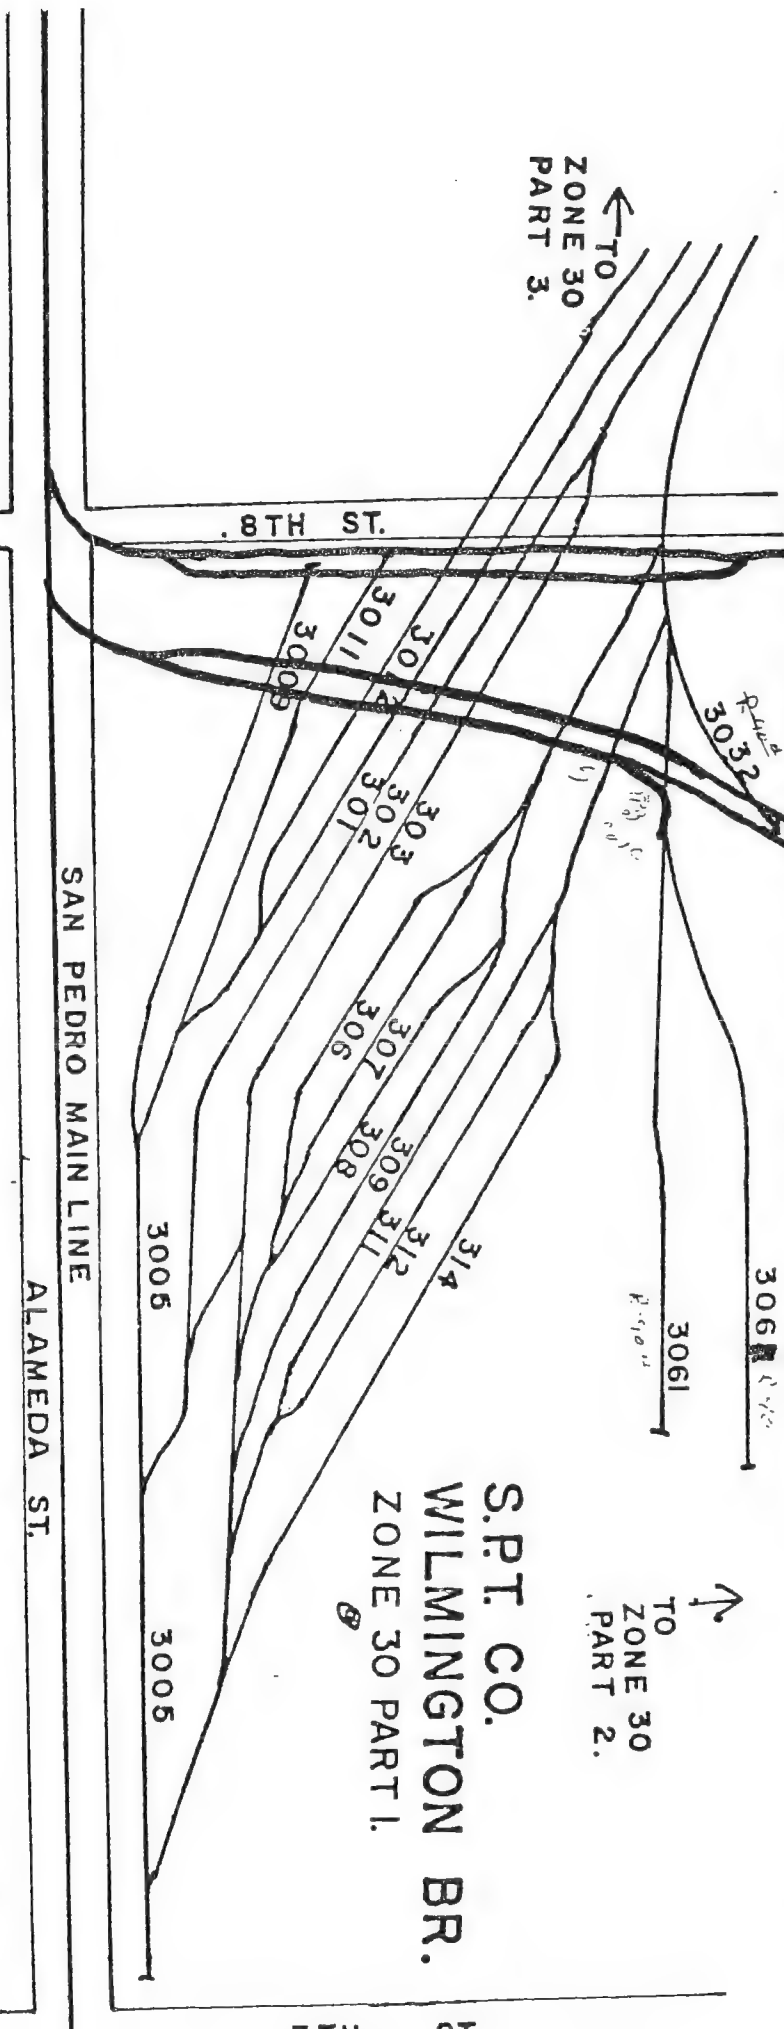 S.P.T. CO.
WILMINGTON BR.
ZONE 30 PART 1.
TO
ZONE 30
PART 3.
TO
ZONE 30
PART 2.
8TH ST.
3009
3011
3032
303
302
301
306
307
308
309
311
312
314
3061
306
3005
3005
SAN PEDRO MAIN LINE
ALAMEDA ST.